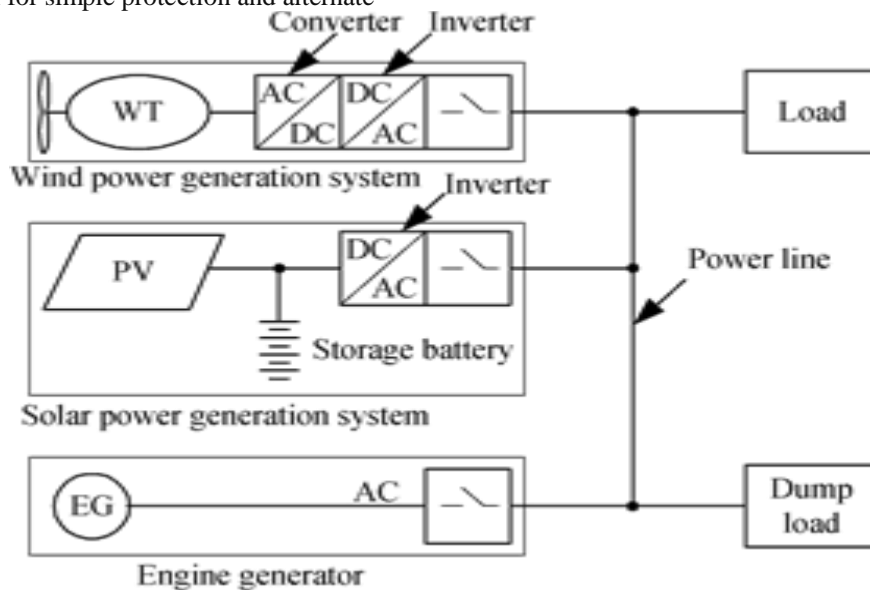 for simple protection and alternate
Converter Inverter
WT
AC
DC
DC
AC
Load
Wind power generation system
Inverter
PV
DC
AC
Power line
Storage battery
Solar power generation system
EG
AC
Dump
load
Engine generator